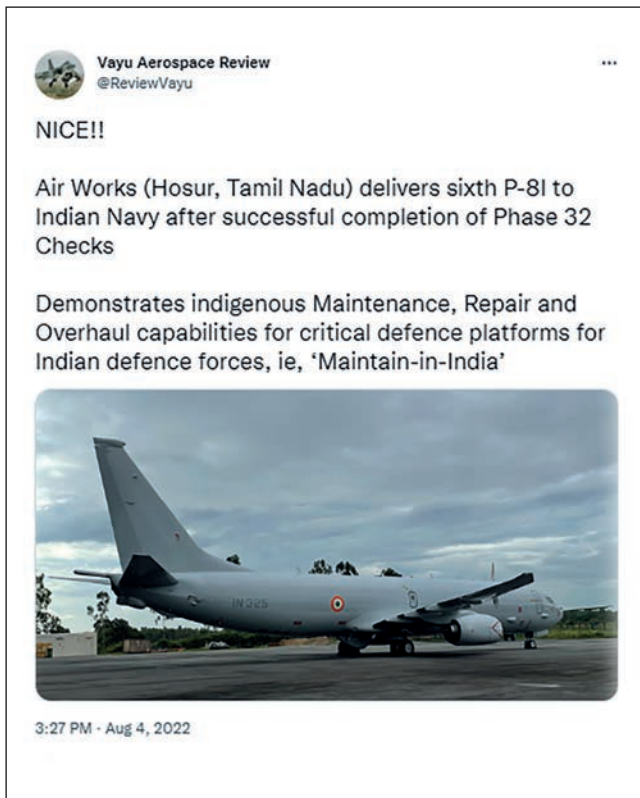 Vayu Aerospace Review
@ReviewVayu
NICE!!
Air Works (Hosur, Tamil Nadu) delivers sixth P-8I to
Indian Navy after successful completion of Phase 32
Checks
Demonstrates indigenous Maintenance, Repair and
Overhaul capabilities for critical defence platforms for
Indian defence forces, ie, ‘Maintain-in-India’
IN 325
3:27 PM · Aug 4, 2022